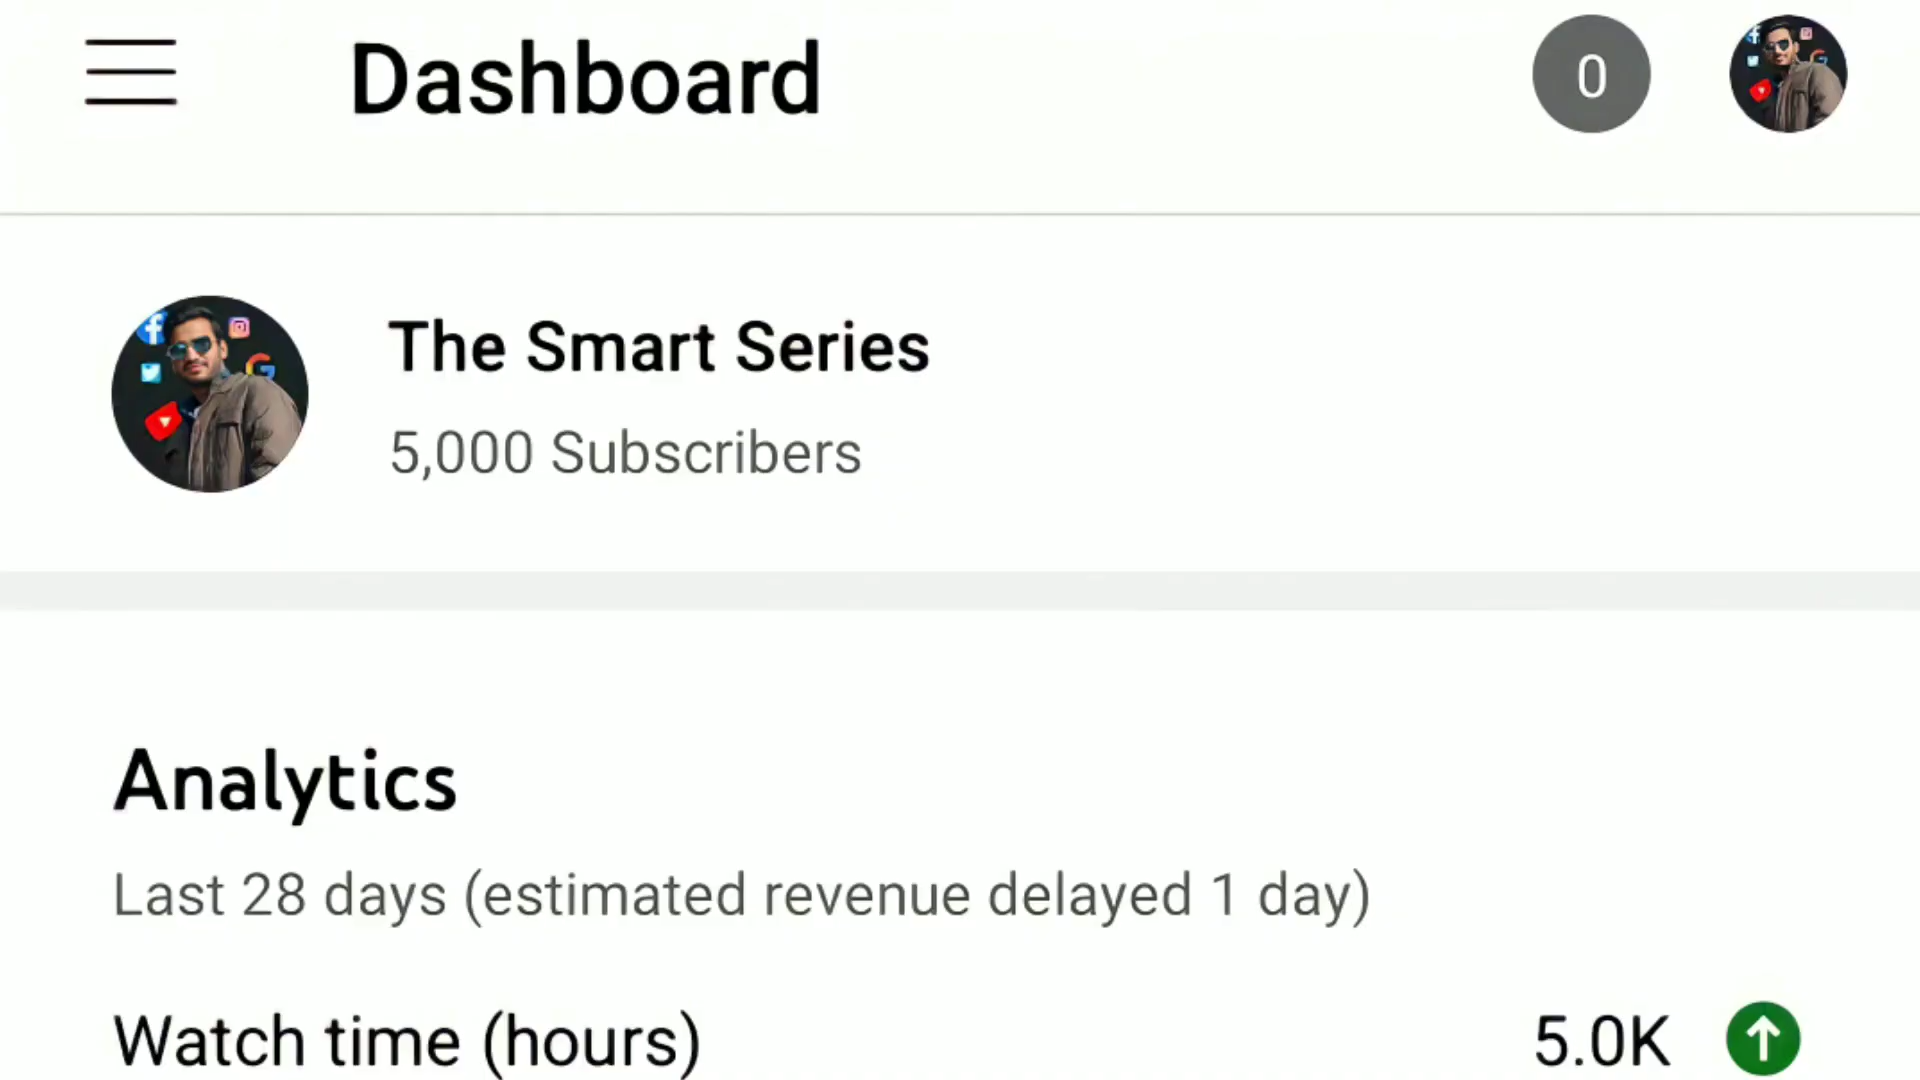 Dashboard
0
The Smart Series
5,000 Subscribers
Analytics
Last 28 days (estimated revenue delayed 1 day)
Watch time (hours) 5.0K